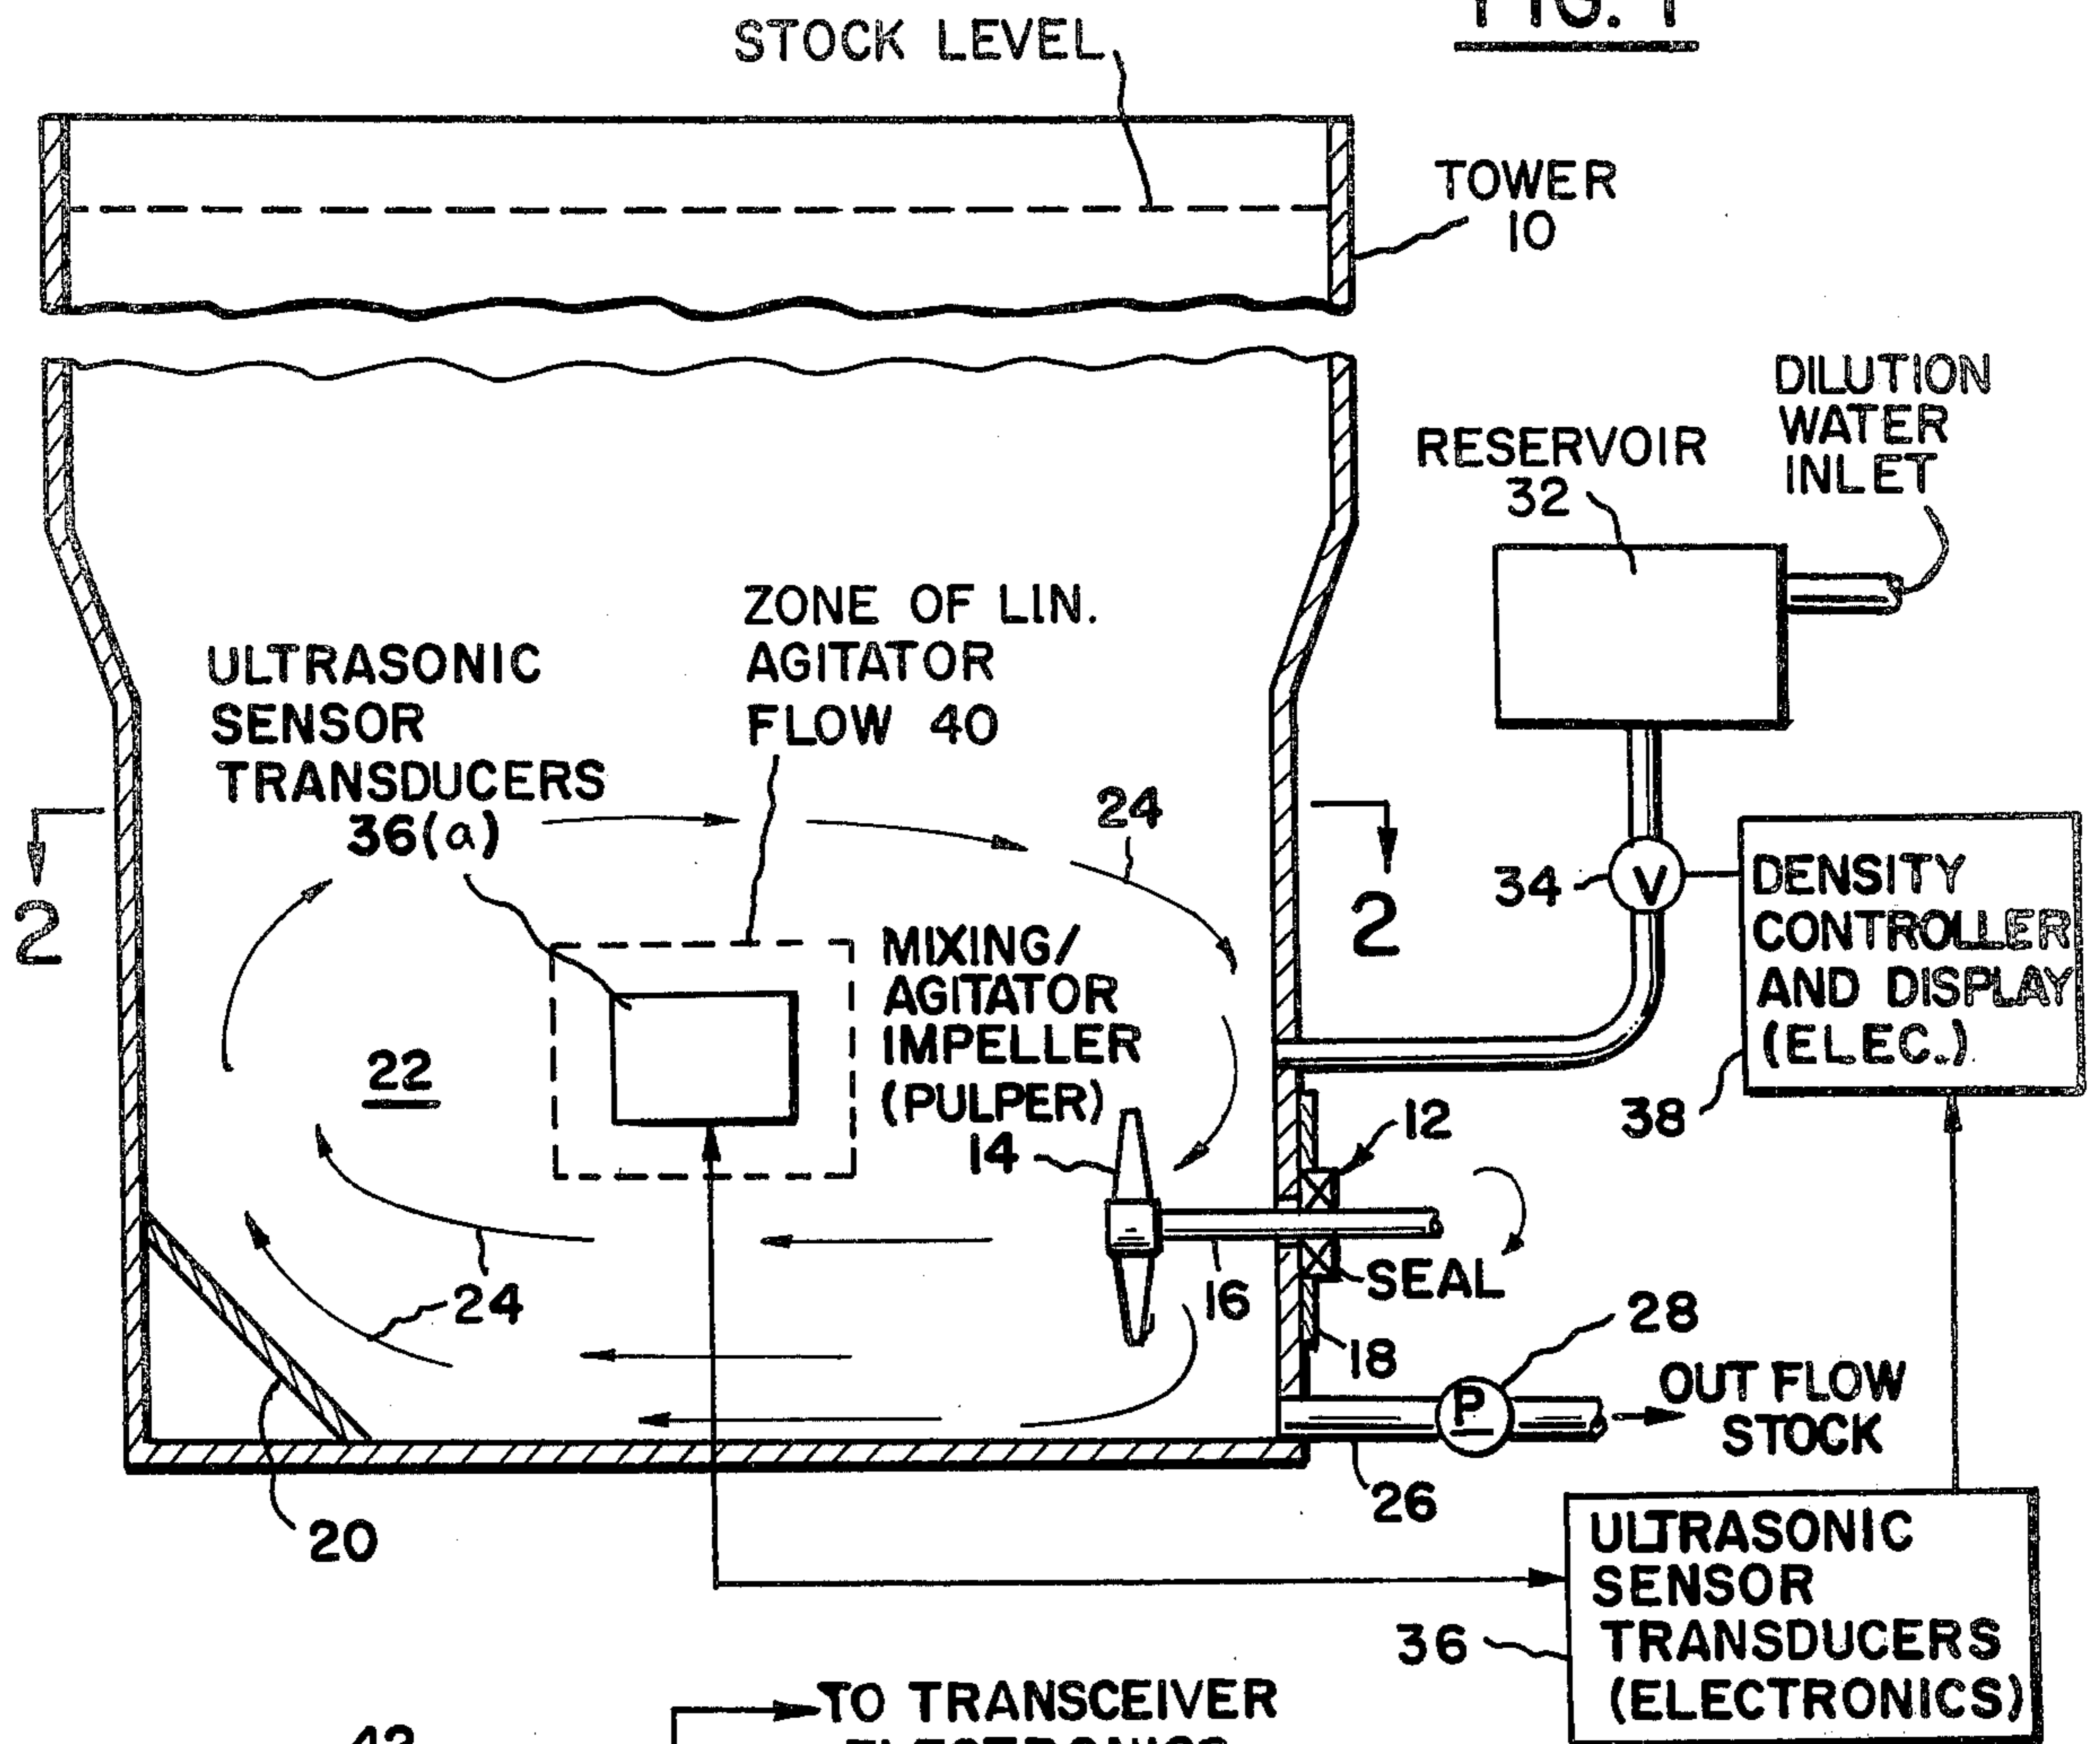 FIG. 1
STOCK LEVEL
TOWER
10
DILUTION
WATER
INLET
RESERVOIR
32
ZONE OF LIN.
AGITATOR
FLOW 40
ULTRASONIC
SENSOR
TRANSDUCERS
36(a)
24
2
2
34
V
DENSITY
CONTROLLER
AND DISPLAY
(ELEC.)
38
MIXING/
AGITATOR
IMPELLER
(PULPER)
14
22
12
16
SEAL
24
18
28
P
OUT FLOW
STOCK
26
20
ULTRASONIC
SENSOR
TRANSDUCERS
(ELECTRONICS)
36
TO TRANSCEIVER